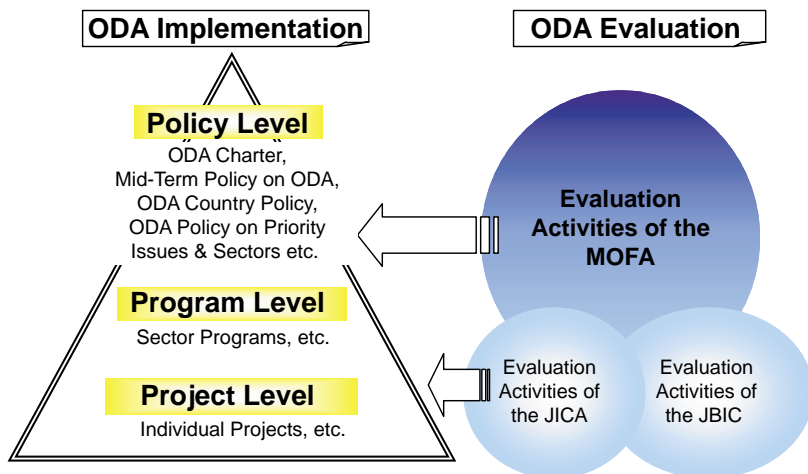 ODA Implementation
ODA Evaluation
Policy Level
ODA Charter,
Mid-Term Policy on ODA,
ODA Country Policy,
ODA Policy on Priority
Issues & Sectors etc.
Program Level
Sector Programs, etc.
Project Level
Individual Projects, etc.
Evaluation
Activities of the
MOFA
Evaluation
Activities of
the JICA
Evaluation
Activities of
the JBIC